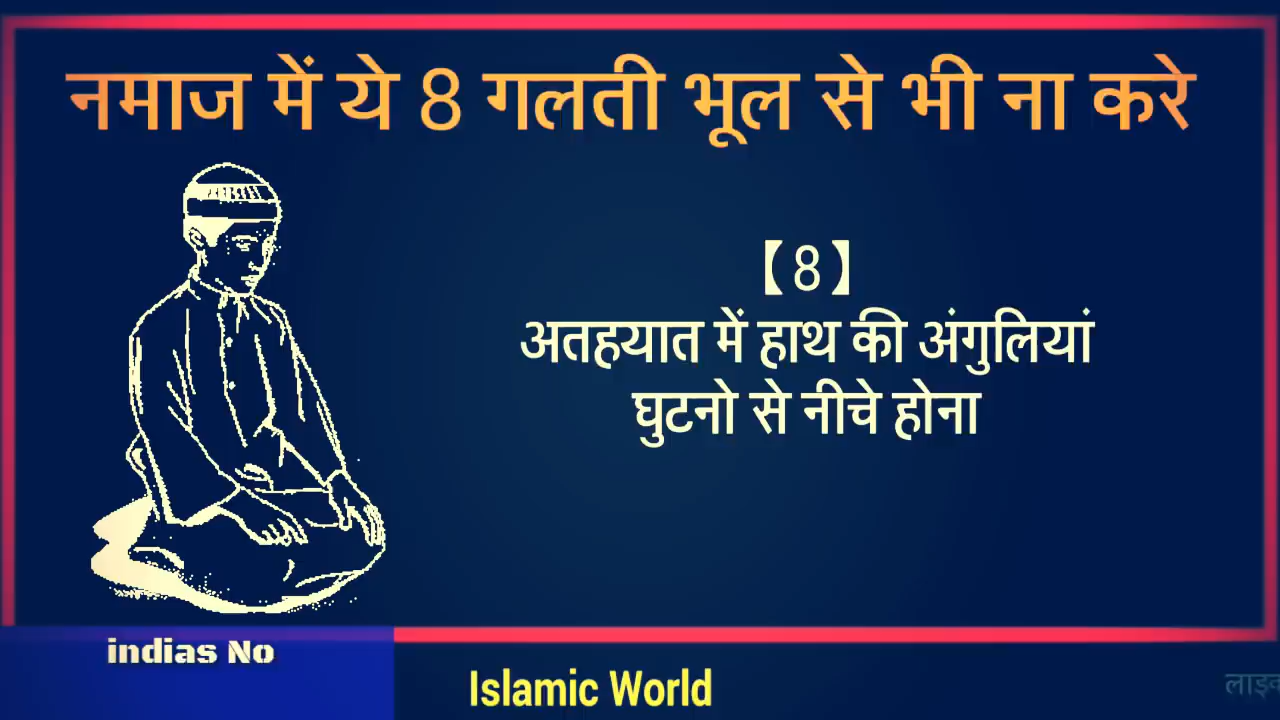 नमाज में ये 8 गलती भूल से भी ना करे
【8】
अतहयात में हाथ की अंगुलियां
घुटनो से नीचे होना
indias No
Islamic World